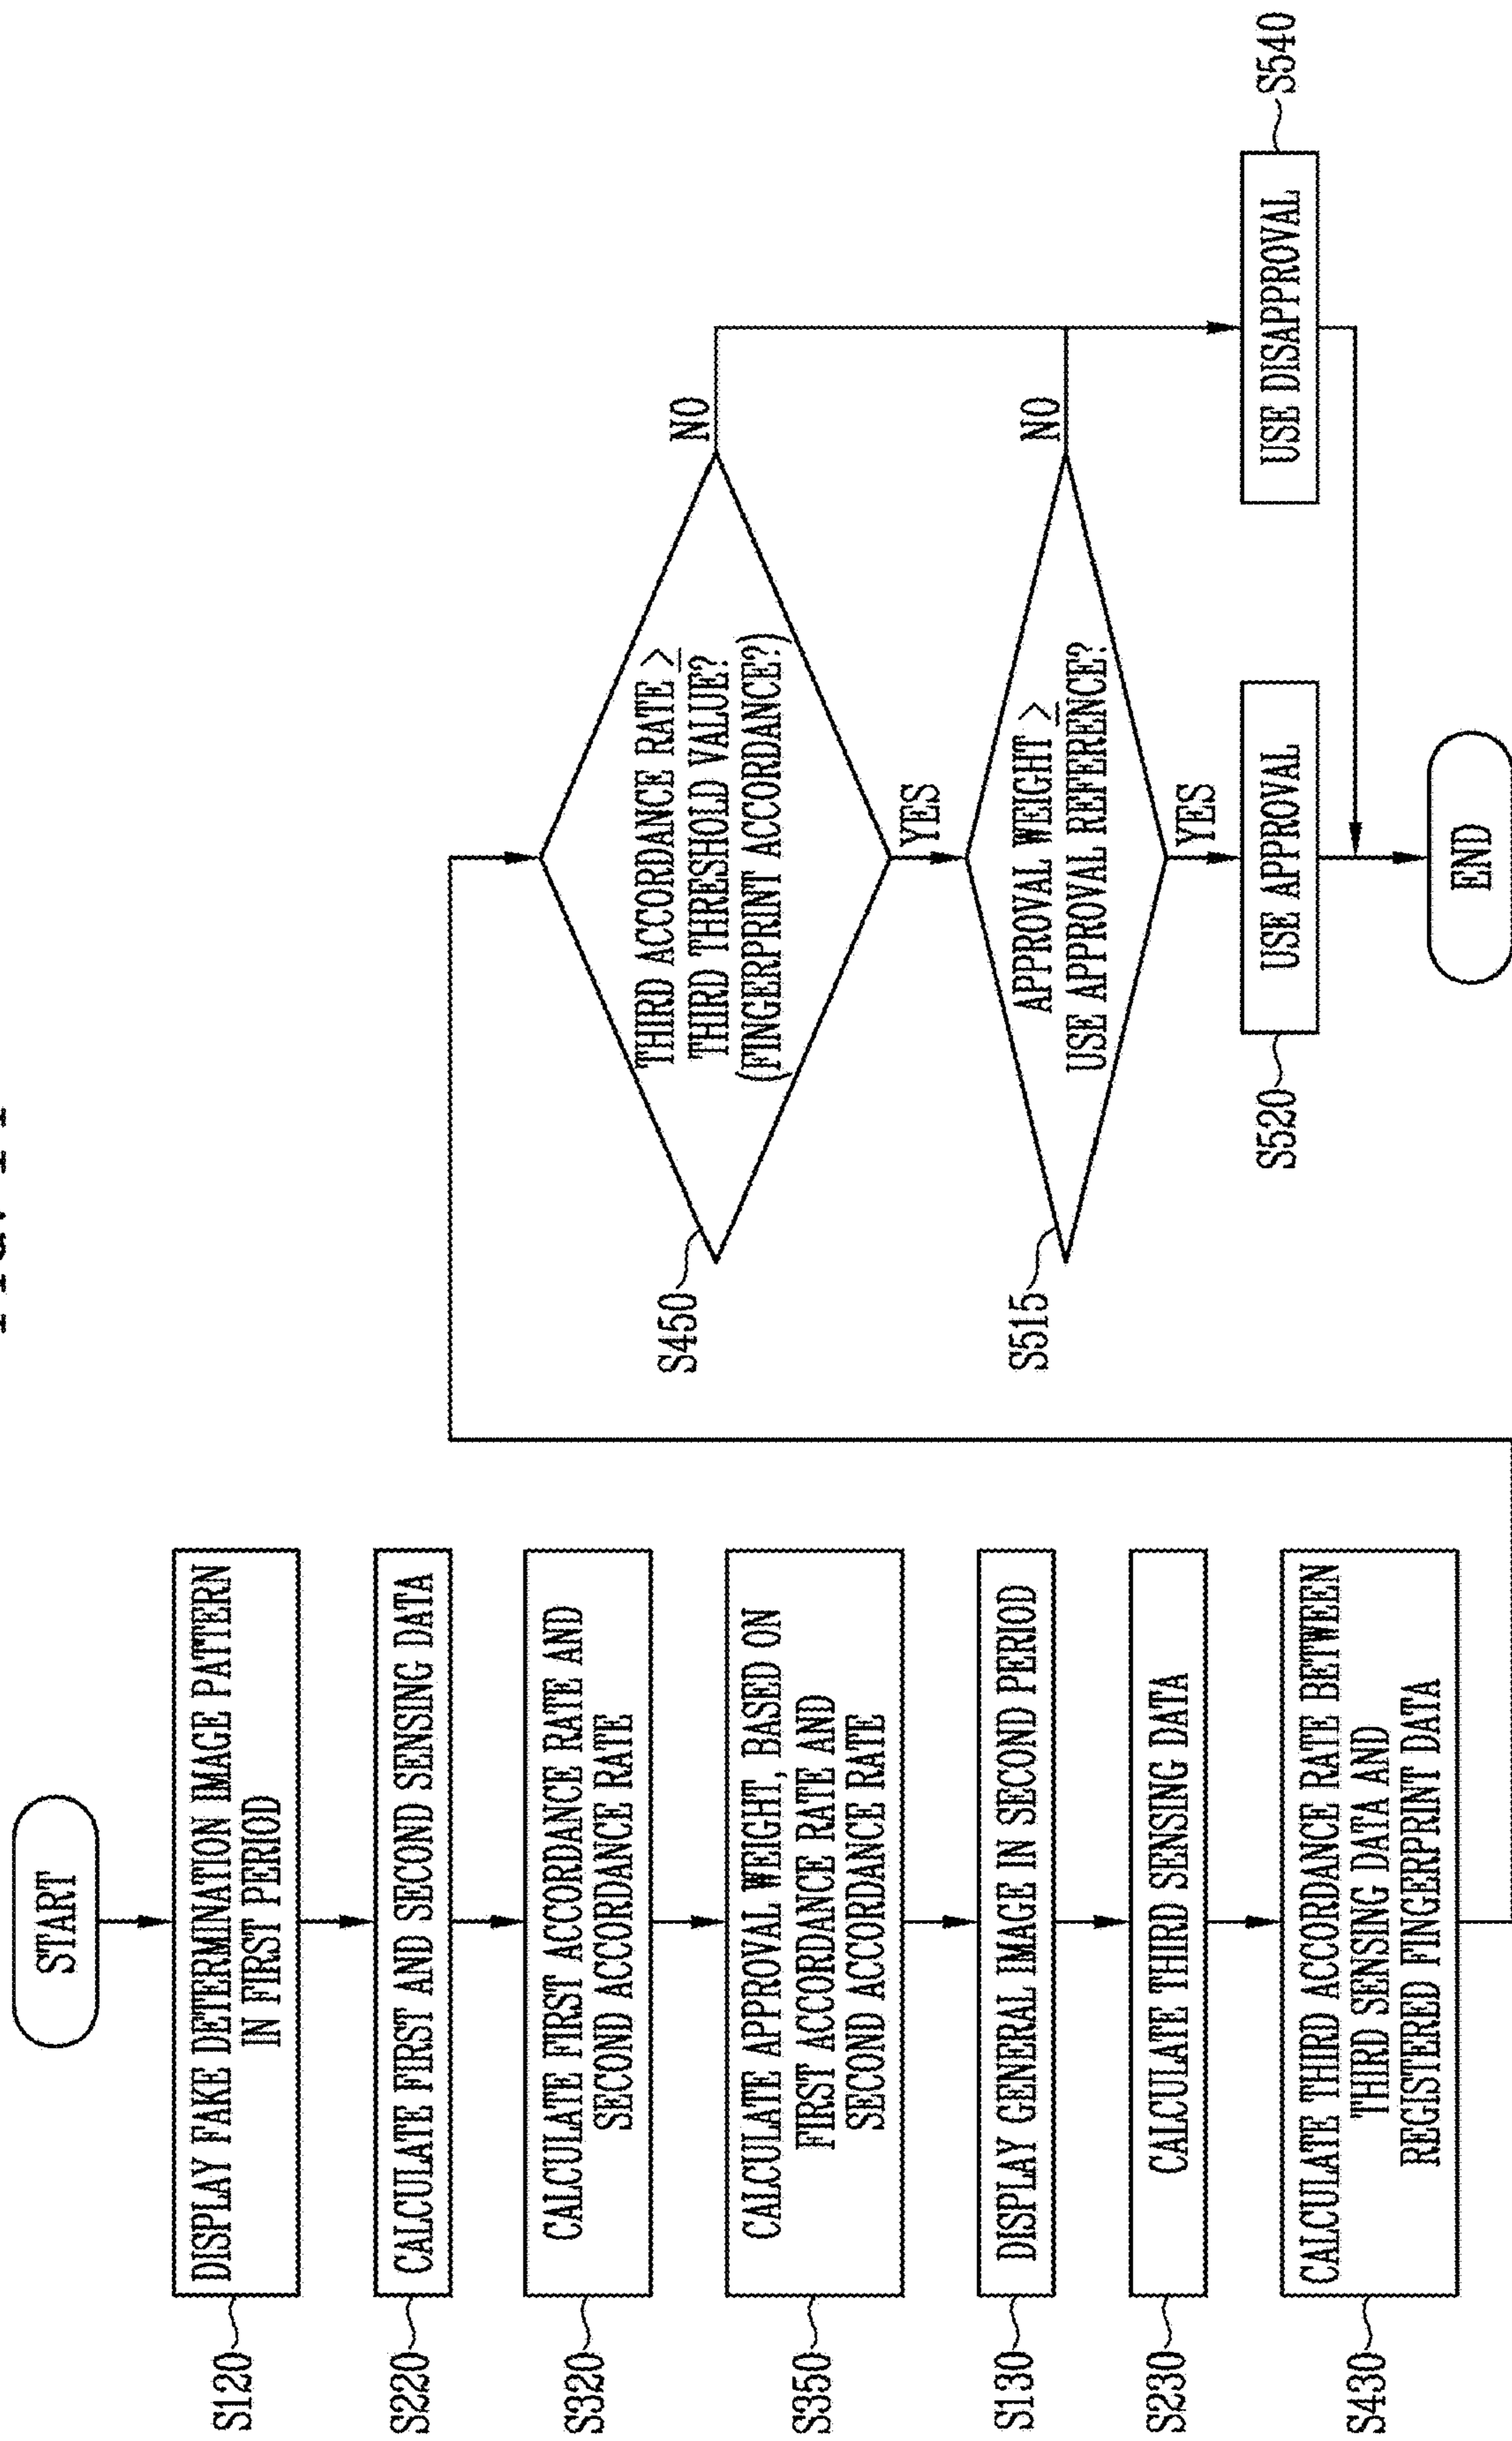 START
S120
DISPLAY FAKE DETERMINATION IMAGE PATTERN
IN FIRST PERIOD
S220
CALCULATE FIRST AND SECOND SENSING DATA
S320
CALCULATE FIRST ACCORDANCE RATE AND
SECOND ACCORDANCE RATE
S350
CALCULATE APPROVAL WEIGHT, BASED ON
FIRST ACCORDANCE RATE AND
SECOND ACCORDANCE RATE
S130
DISPLAY GENERAL IMAGE IN SECOND PERIOD
S230
CALCULATE THIRD SENSING DATA
S430
CALCULATE THIRD ACCORDANCE RATE BETWEEN
THIRD SENSING DATA AND
REGISTERED FINGERPRINT DATA
S450
THIRD ACCORDANCE RATE ≥
THIRD THRESHOLD VALUE?
(FINGERPRINT ACCORDANCE?)
NO
YES
S515
APPROVAL WEIGHT ≥
USE APPROVAL REFERENCE?
NO
YES
S520
USE APPROVAL
USE DISAPPROVAL
S540
END